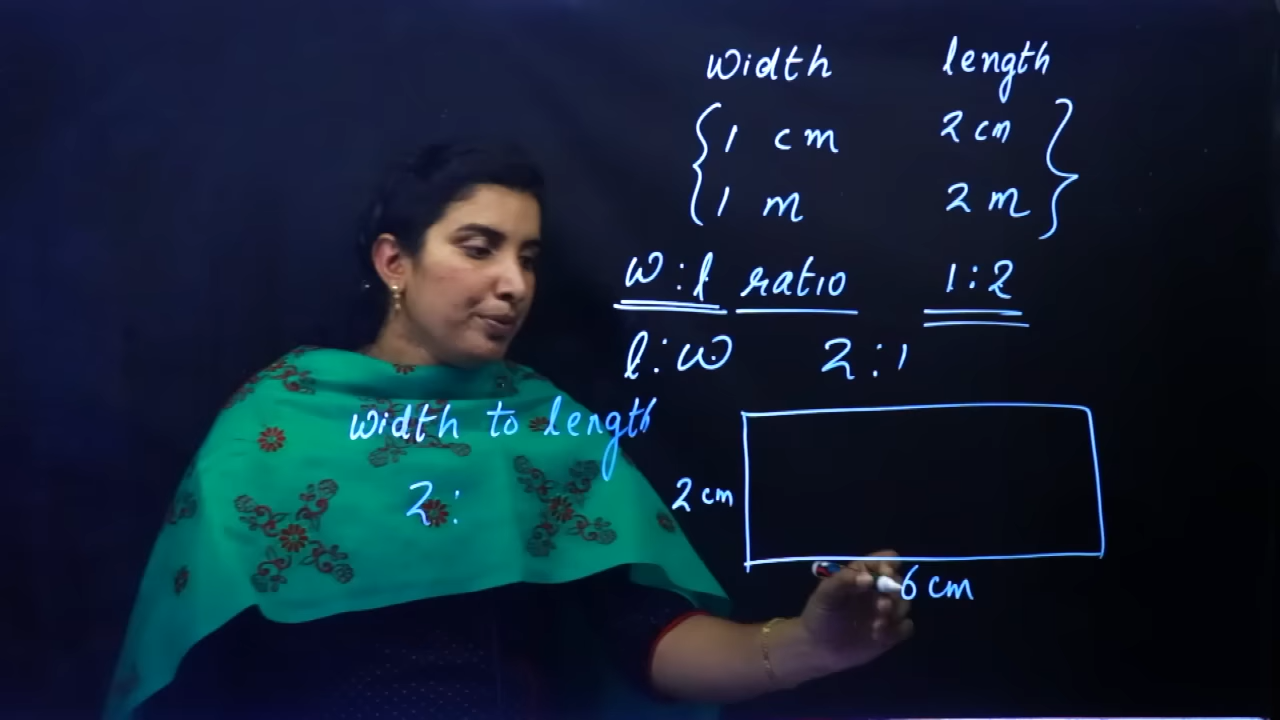 width length
1 cm 2 cm
1 m 2 m
w : l ratio 1 : 2
l : w 2 : 1
width to length
2 :
2 cm
6 cm